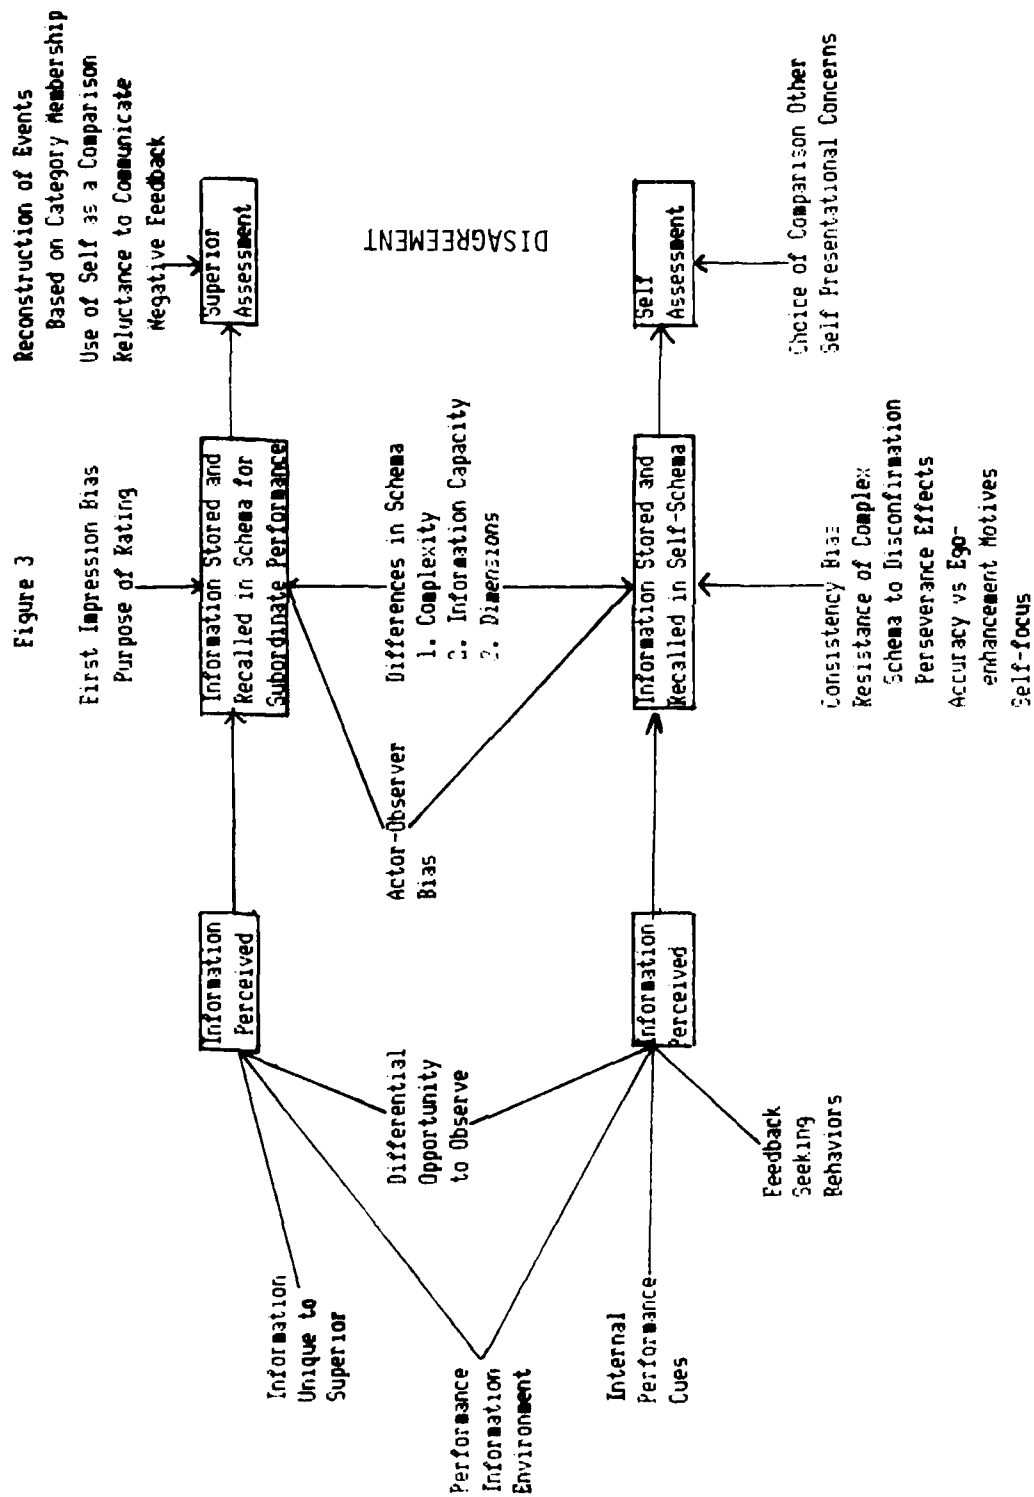 Figure 3
Information
Unique to
Superior
Performance
Information
Environment
Internal
Performance
Cues
Differential
Opportunity
to Observe
Feedback
Seeking
Behaviors
Information
Perceived
Information
Perceived
Actor-Observer
Bias
First Impression Bias
Purpose of Rating
Information Stored and
Recalled in Schema for
Subordinate Performance
Differences in Schema
1. Complexity
2. Information Capacity
3. Dimensions
Information Stored and
Recalled in Self-Schema
Consistency Bias
Resistance of Complex
Schema to Disconfirmation
Perseverance Effects
Accuracy vs Ego-
enhancement Motives
Self-focus
Reconstruction of Events
Based on Category Membership
Use of Self as a Comparison
Reluctance to Communicate
Negative Feedback
Superior
Assessment
DISAGREEMENT
Self
Assessment
Choice of Comparison Other
Self Presentational Concerns